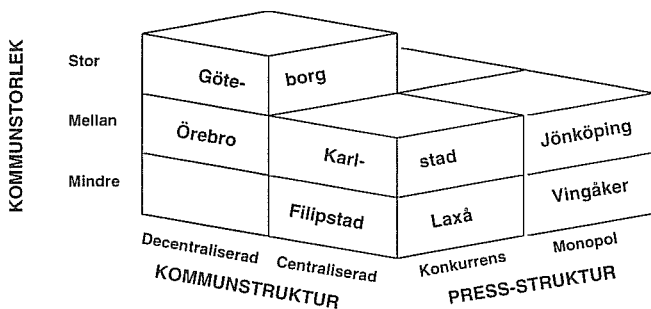 KOMMUNSTORLEK
Stor
Göte- borg
Mellan
Örebro
Karl- stad
Jönköping
Mindre
Filipstad
Laxå
Vingåker
Decentraliserad
Centraliserad
Konkurrens
Monopol
KOMMUNSTRUKTUR
PRESS-STRUKTUR